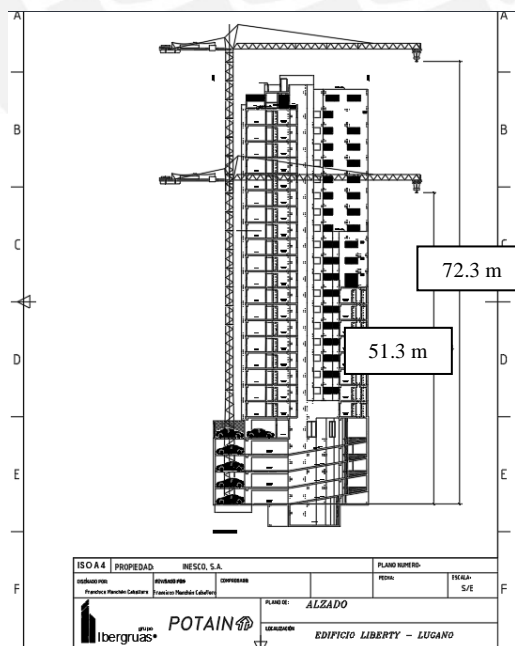 A
A
B
B
C
C
72.3 m
51.3 m
D
D
E
E
F
F
ISO A4 PROPIEDAD: INESCO, S.A. PLANO NUMERO:
DISEÑADO POR: REVISADO POR: COMPROBADO: FECHA: ESCALA:
Francisco Manchón Caballero Francisco Manchón Caballero S/E
PLANO DE: ALZADO
grupo
Ibergruas POTAIN
LOCALIZACIÓN: EDIFICIO LIBERTY - LUGANO